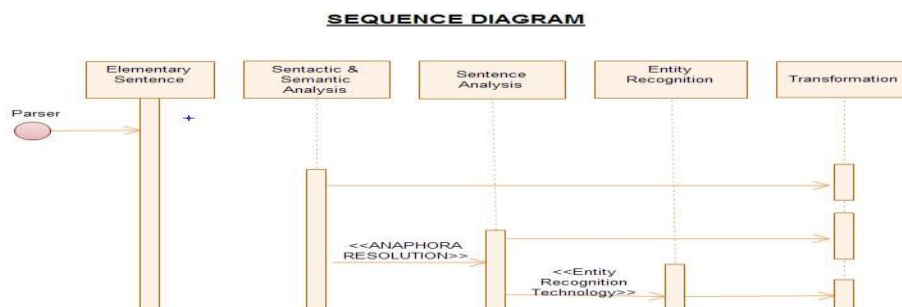 SEQUENCE DIAGRAM
Elementary
Sentence
Sentactic &
Semantic
Analysis
Sentence
Analysis
Entity
Recognition
Transformation
Parser
<<ANAPHORA
RESOLUTION>>
<<Entity
Recognition
Technology>>